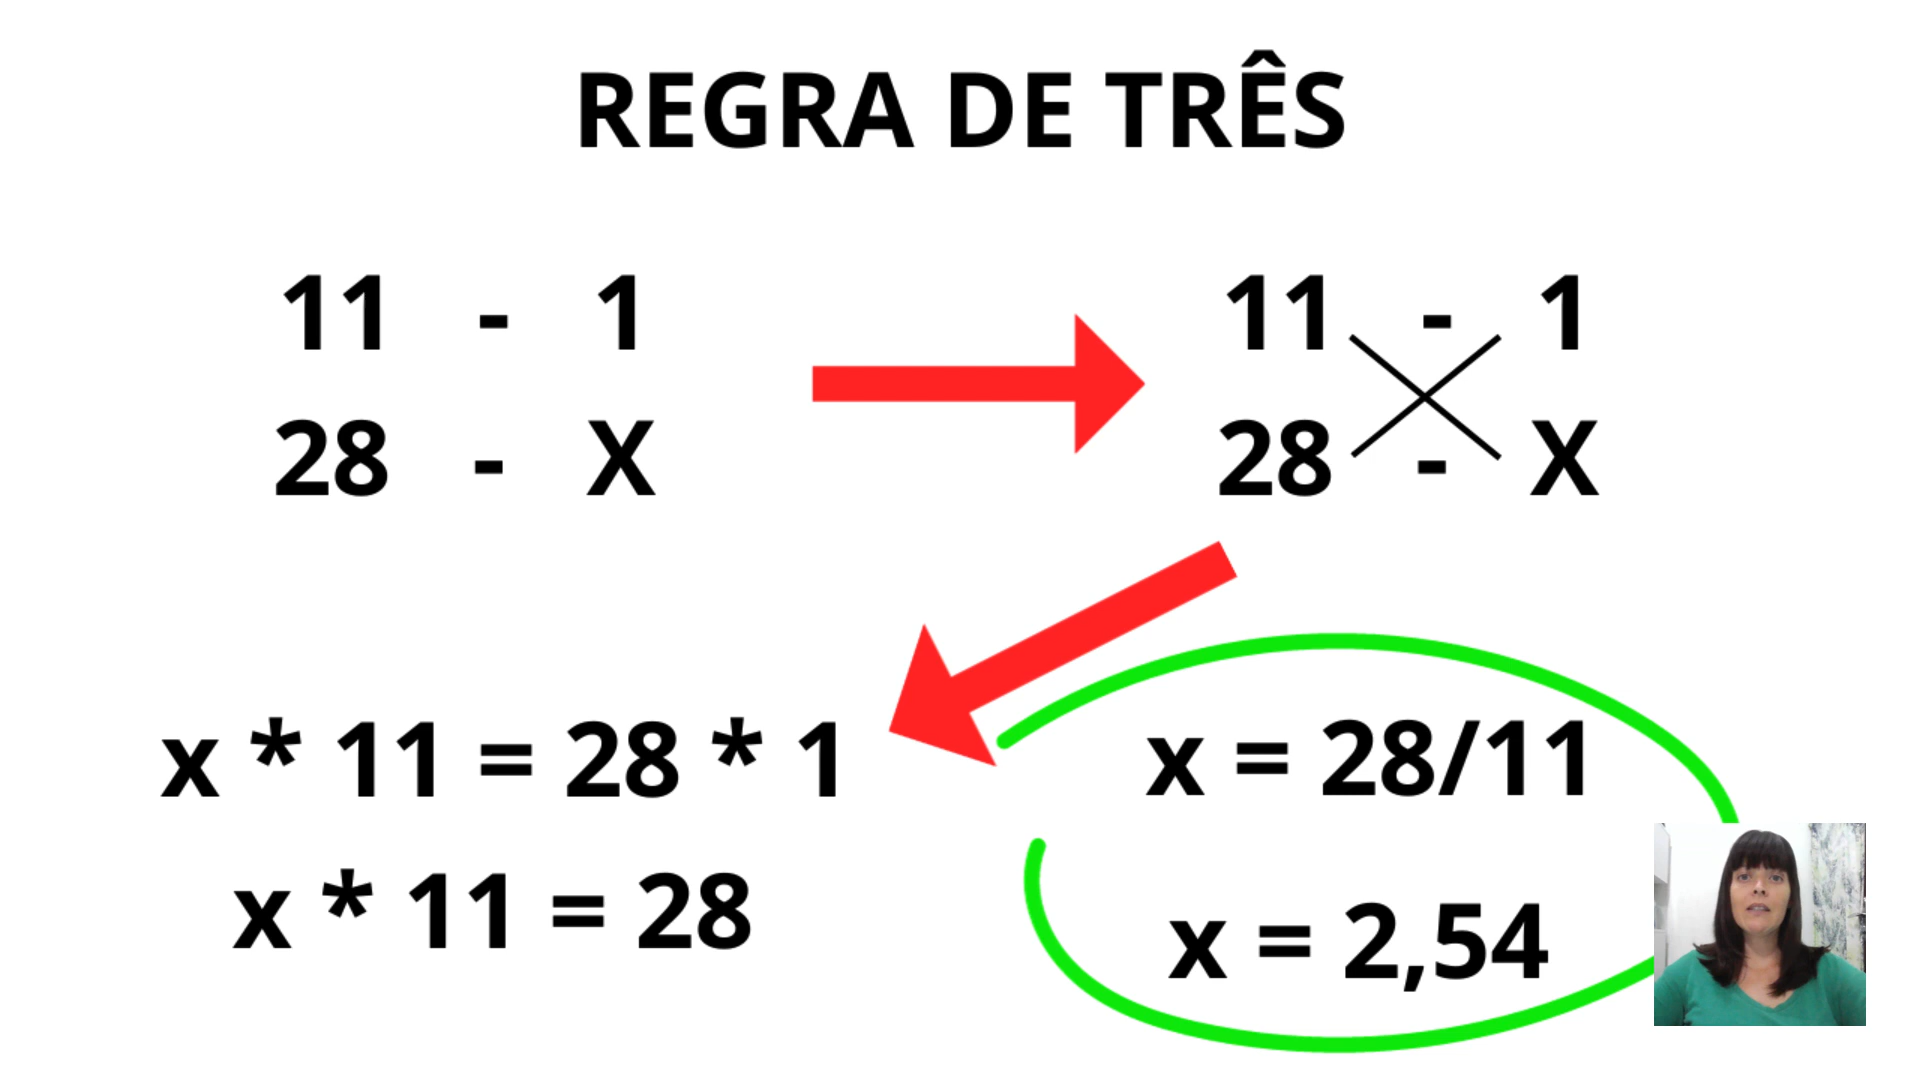 REGRA DE TRÊS
11 - 1
28 - X
11 - 1
28 - X
x * 11 = 28 * 1
x * 11 = 28
x = 28/11
x = 2,54